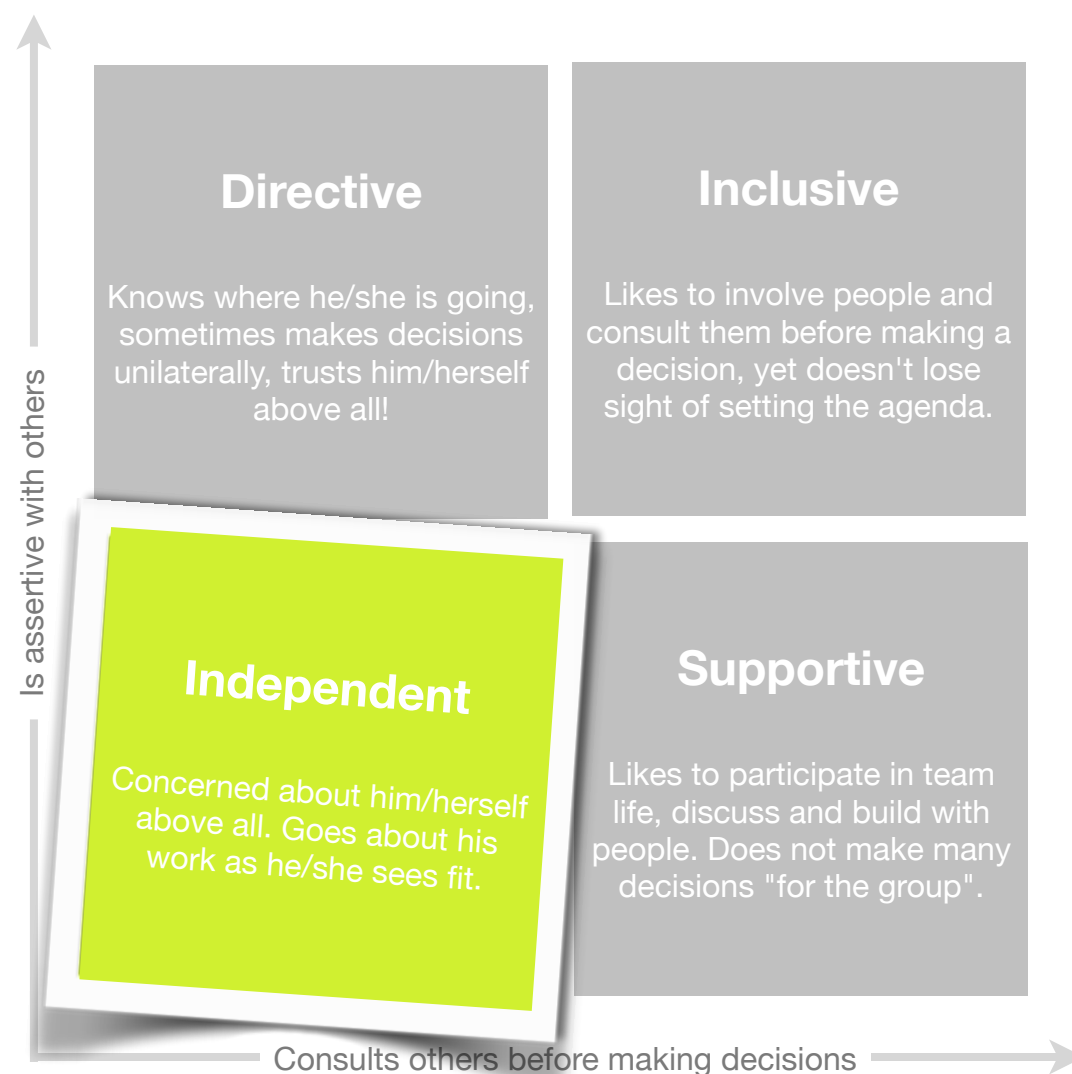 Directive
Knows where he/she is going,
sometimes makes decisions
unilaterally, trusts him/herself
above all!
Inclusive
Likes to involve people and
consult them before making a
decision, yet doesn't lose
sight of setting the agenda.
Is assertive with others
Independent
Concerned about him/herself
above all. Goes about his
work as he/she sees fit.
Supportive
Likes to participate in team
life, discuss and build with
people. Does not make many
decisions "for the group".
Consults others before making decisions